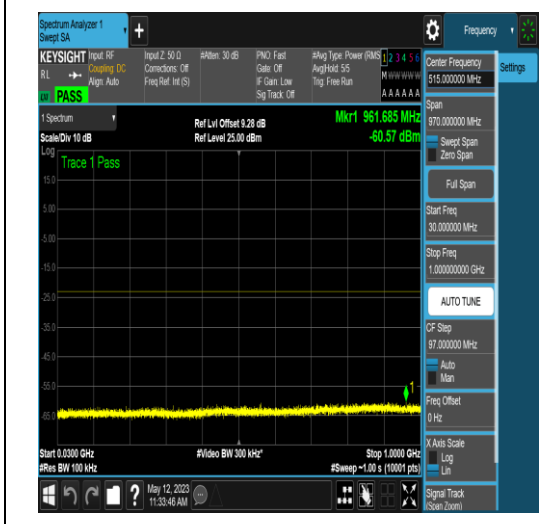 Spectrum Analyzer 1
Swept SA
+
Frequency
KEYSIGHT Input: RF Input Z: 50 Ω #Atten: 30 dB PNO: Fast #Avg Type: Power (RMS 1 2 3 4 5 6
RL Coupling: DC Corrections: Off Gate: Off Avg|Hold: 5/5 M W W W W W
Align: Auto Freq Ref: Int (S) IF Gain: Low Trig: Free Run
Sig Track: Off A A A A A A
PASS
1 Spectrum
Ref Lvl Offset 9.28 dB Mkr1 961.685 MHz
Scale/Div 10 dB Ref Level 25.00 dBm -60.57 dBm
Log
Trace 1 Pass
15.0
5.00
-5.00
-15.0
-25.0
-35.0
-45.0
-55.0
1
-65.0
Start 0.0300 GHz #Video BW 300 kHz* Stop 1.0000 GHz
#Res BW 100 kHz #Sweep ~1.00 s (10001 pts)
?
May 12, 2023
11:33:46 AM
Center Frequency
515.000000 MHz
Settings
Span
970.000000 MHz
Swept Span
Zero Span
Full Span
Start Freq
30.000000 MHz
Stop Freq
1.000000000 GHz
AUTO TUNE
CF Step
97.000000 MHz
Auto
Man
Freq Offset
0 Hz
X Axis Scale
Log
Lin
Signal Track
(Span Zoom)